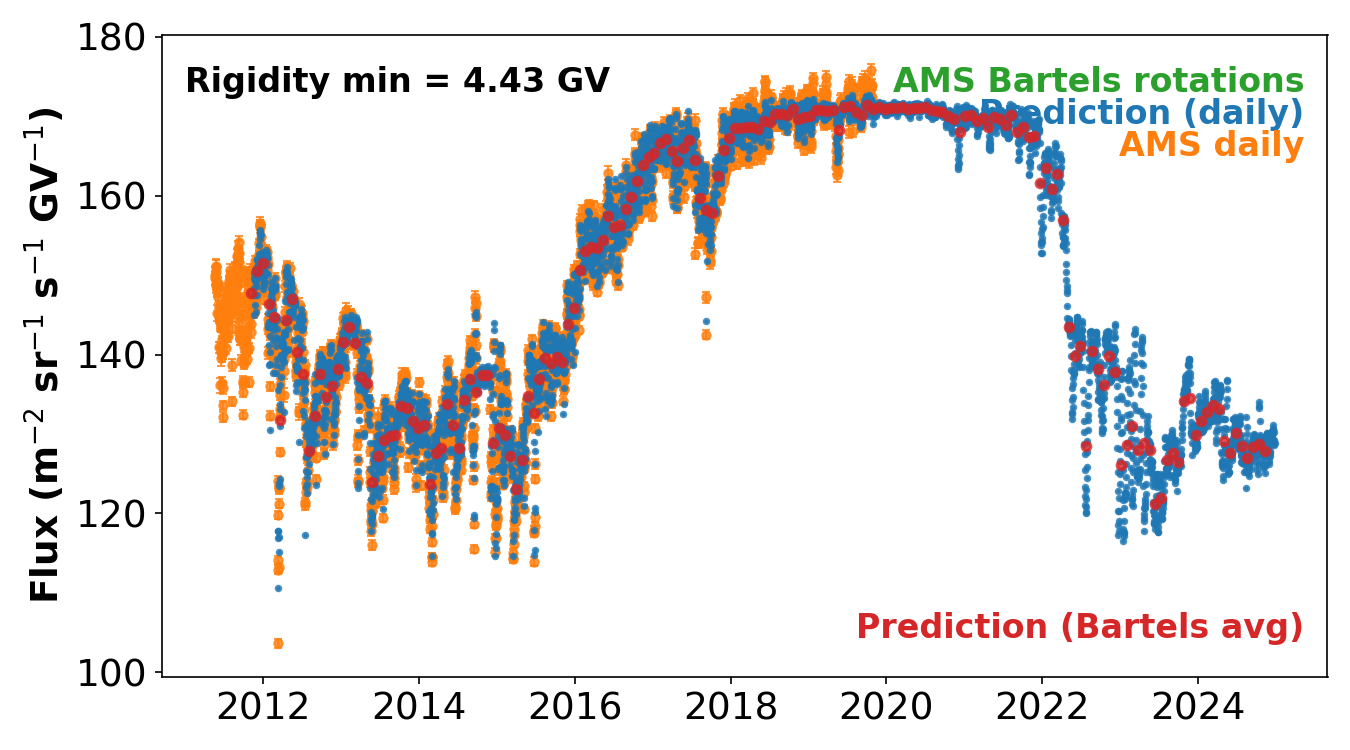 180
160
140
120
100
Flux (m⁻² sr⁻¹ s⁻¹ GV⁻¹)
Rigidity min = 4.43 GV
AMS Bartels rotations
Prediction (daily)
AMS daily
Prediction (Bartels avg)
2012 2014 2016 2018 2020 2022 2024